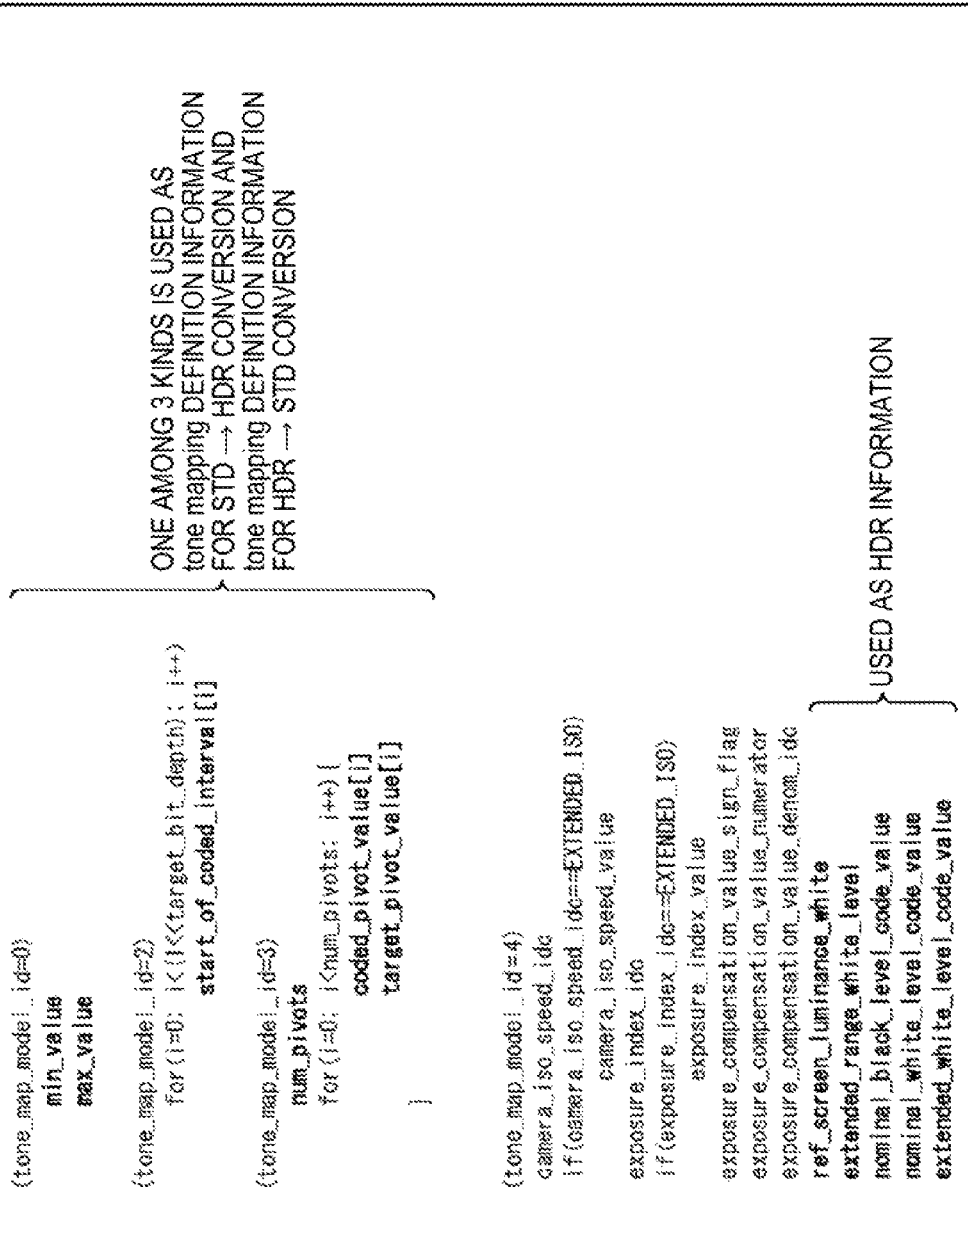 (tone_map_model_id=0)
min_value
max_value
(tone_map_model_id=2)
for(i=0; i<(1<<target_bit_depth); i++)
start_of_coded_interval[i]
(tone_map_model_id=3)
num_pivots
for(i=0; i<num_pivots; i++){
coded_pivot_value[i]
target_pivot_value[i]
}
ONE AMONG 3 KINDS IS USED AS
tone mapping DEFINITION INFORMATION
FOR STD → HDR CONVERSION AND
tone mapping DEFINITION INFORMATION
FOR HDR → STD CONVERSION
(tone_map_model_id=4)
camera_iso_speed_idc
if(camera_iso_speed_idc==EXTENDED_ISO)
camera_iso_speed_value
exposure_index_idc
if(exposure_index_idc==EXTENDED_ISO)
exposure_index_value
exposure_compensation_value_sign_flag
exposure_compensation_value_numerator
exposure_compensation_value_denom_idc
ref_screen_luminance_white
extended_range_white_level
nominal_black_level_code_value
nominal_white_level_code_value
extended_white_level_code_value
USED AS HDR INFORMATION